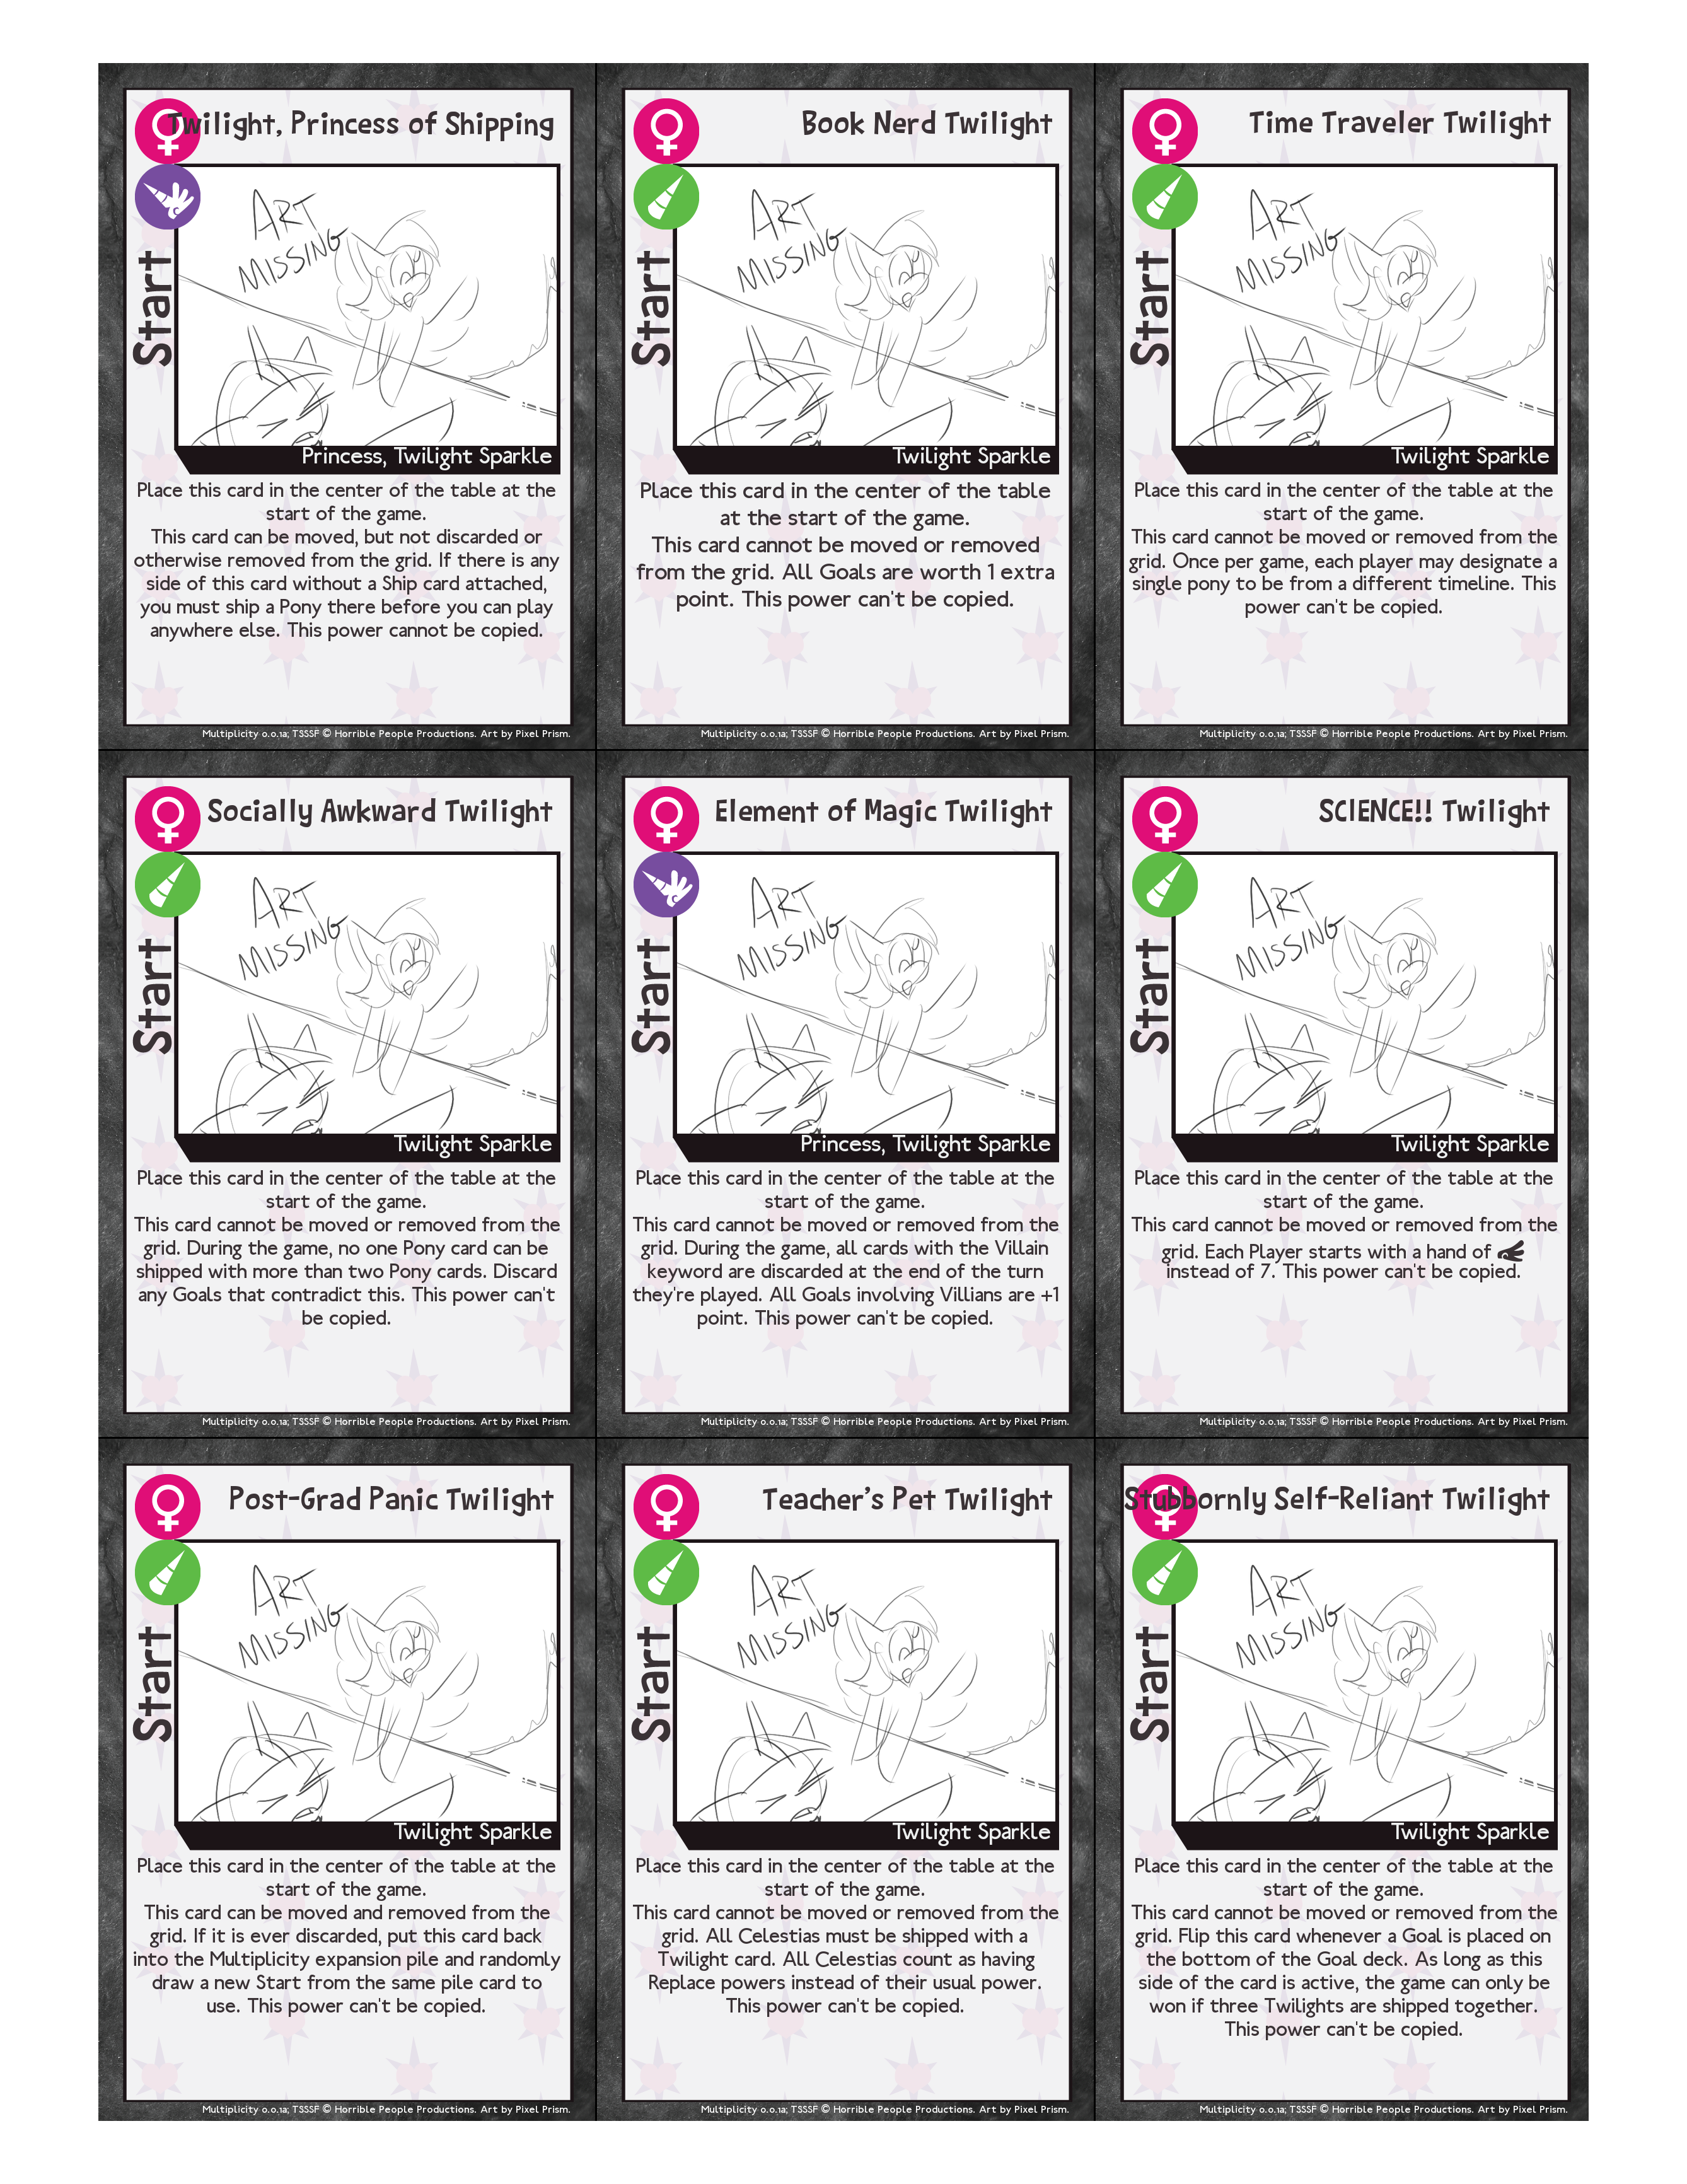 Twilight, Princess of Shipping
ART
MISSING
Start
Princess, Twilight Sparkle
Place this card in the center of the table at the
start of the game.
This card can be moved, but not discarded or
otherwise removed from the grid. If there is any
side of this card without a Ship card attached,
you must ship a Pony there before you can play
anywhere else. This power cannot be copied.
Multiplicity 0.0.1a; TSSSF © Horrible People Productions. Art by Pixel Prism.
Book Nerd Twilight
ART
MISSING
Start
Twilight Sparkle
Place this card in the center of the table
at the start of the game.
This card cannot be moved or removed
from the grid. All Goals are worth 1 extra
point. This power can't be copied.
Multiplicity 0.0.1a; TSSSF © Horrible People Productions. Art by Pixel Prism.
Time Traveler Twilight
ART
MISSING
Start
Twilight Sparkle
Place this card in the center of the table at the
start of the game.
This card cannot be moved or removed from the
grid. Once per game, each player may designate a
single pony to be from a different timeline. This
power can't be copied.
Multiplicity 0.0.1a; TSSSF © Horrible People Productions. Art by Pixel Prism.
Socially Awkward Twilight
ART
MISSING
Start
Twilight Sparkle
Place this card in the center of the table at the
start of the game.
This card cannot be moved or removed from the
grid. During the game, no one Pony card can be
shipped with more than two Pony cards. Discard
any Goals that contradict this. This power can't
be copied.
Multiplicity 0.0.1a; TSSSF © Horrible People Productions. Art by Pixel Prism.
Element of Magic Twilight
ART
MISSING
Start
Princess, Twilight Sparkle
Place this card in the center of the table at the
start of the game.
This card cannot be moved or removed from the
grid. During the game, all cards with the Villain
keyword are discarded at the end of the turn
they're played. All Goals involving Villians are +1
point. This power can't be copied.
Multiplicity 0.0.1a; TSSSF © Horrible People Productions. Art by Pixel Prism.
SCIENCE!! Twilight
ART
MISSING
Start
Twilight Sparkle
Place this card in the center of the table at the
start of the game.
This card cannot be moved or removed from the
grid. Each Player starts with a hand of
instead of 7. This power can't be copied.
Multiplicity 0.0.1a; TSSSF © Horrible People Productions. Art by Pixel Prism.
Post-Grad Panic Twilight
ART
MISSING
Start
Twilight Sparkle
Place this card in the center of the table at the
start of the game.
This card can be moved and removed from the
grid. If it is ever discarded, put this card back
into the Multiplicity expansion pile and randomly
draw a new Start from the same pile card to
use. This power can't be copied.
Multiplicity 0.0.1a; TSSSF © Horrible People Productions. Art by Pixel Prism.
Teacher's Pet Twilight
ART
MISSING
Start
Twilight Sparkle
Place this card in the center of the table at the
start of the game.
This card cannot be moved or removed from the
grid. All Celestias must be shipped with a
Twilight card. All Celestias count as having
Replace powers instead of their usual power.
This power can't be copied.
Multiplicity 0.0.1a; TSSSF © Horrible People Productions. Art by Pixel Prism.
Stubbornly Self-Reliant Twilight
ART
MISSING
Start
Twilight Sparkle
Place this card in the center of the table at the
start of the game.
This card cannot be moved or removed from the
grid. Flip this card whenever a Goal is placed on
the bottom of the Goal deck. As long as this
side of the card is active, the game can only be
won if three Twilights are shipped together.
This power can't be copied.
Multiplicity 0.0.1a; TSSSF © Horrible People Productions. Art by Pixel Prism.